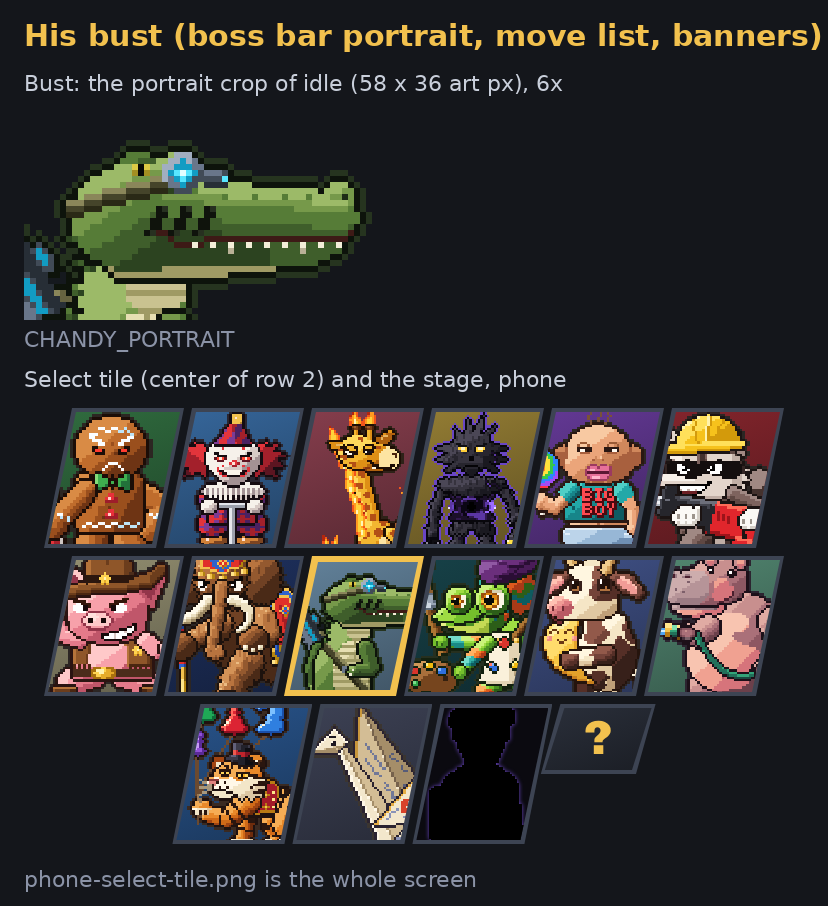 His bust (boss bar portrait, move list, banners)
Bust: the portrait crop of idle (58 x 36 art px), 6x
CHANDY_PORTRAIT
Select tile (center of row 2) and the stage, phone
BIG
BOY
?
phone-select-tile.png is the whole screen